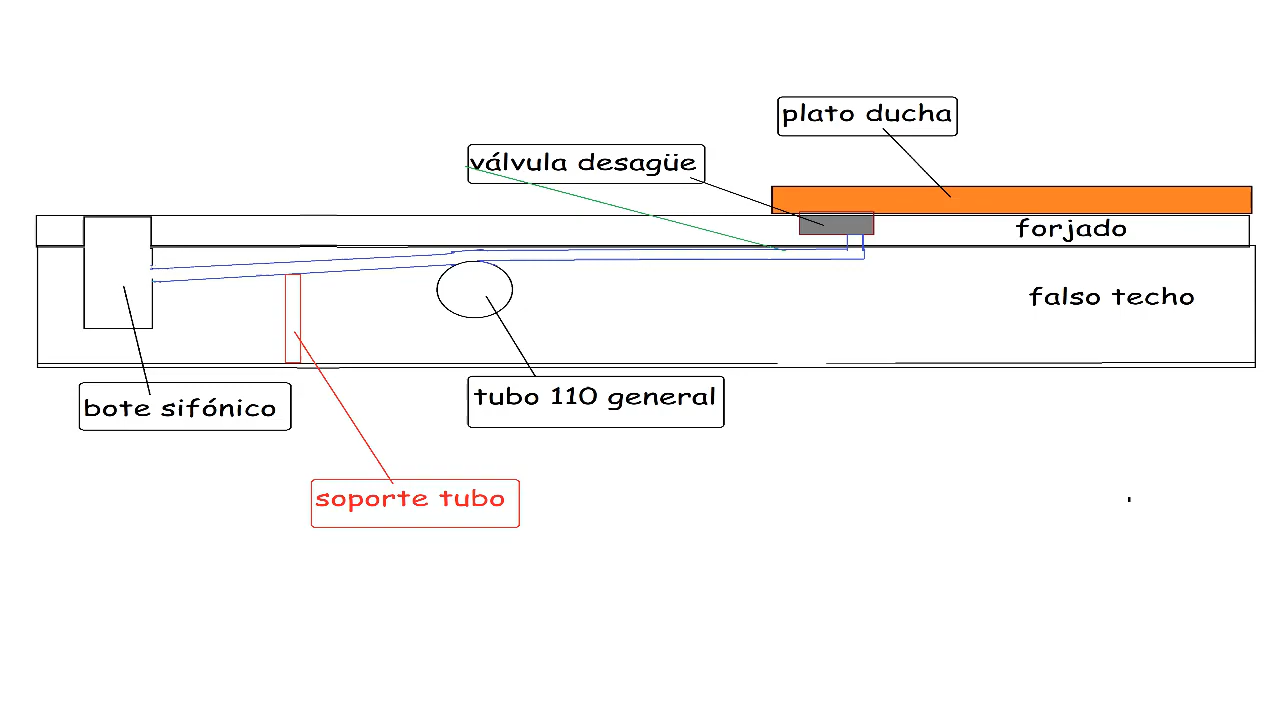 plato ducha
válvula desagüe
forjado
falso techo
bote sifónico
tubo 110 general
soporte tubo